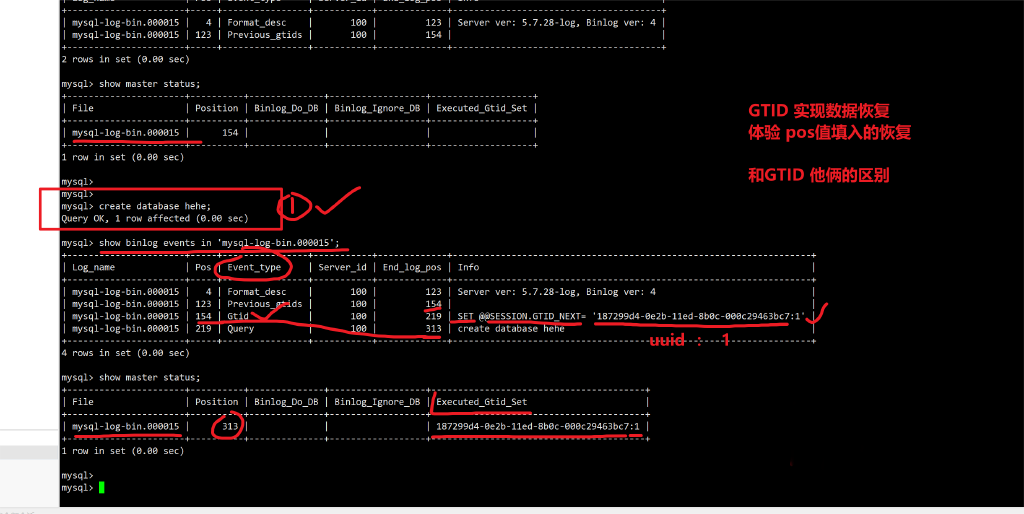 | mysql-log-bin.000015 | 4 | Format_desc | 100 | 123 | Server ver: 5.7.28-log, Binlog ver: 4 |
| mysql-log-bin.000015 | 123 | Previous_gtids | 100 | 154 | |
2 rows in set (0.00 sec)
mysql> show master status;
| File | Position | Binlog_Do_DB | Binlog_Ignore_DB | Executed_Gtid_Set |
| mysql-log-bin.000015 | 154 | | | |
1 row in set (0.00 sec)
GTID 实现数据恢复
体验 pos值填入的恢复
和GTID 他俩的区别
mysql>
mysql>
mysql> create database hehe;
Query OK, 1 row affected (0.00 sec)
1
mysql> show binlog events in 'mysql-log-bin.000015';
| Log_name | Pos | Event_type | Server_id | End_log_pos | Info |
| mysql-log-bin.000015 | 4 | Format_desc | 100 | 123 | Server ver: 5.7.28-log, Binlog ver: 4 |
| mysql-log-bin.000015 | 123 | Previous_gtids | 100 | 154 | |
| mysql-log-bin.000015 | 154 | Gtid | 100 | 219 | SET @@SESSION.GTID_NEXT= '187299d4-0e2b-11ed-8b0c-000c29463bc7:1' |
| mysql-log-bin.000015 | 219 | Query | 100 | 313 | create database hehe |
uuid : 1
4 rows in set (0.00 sec)
mysql> show master status;
| File | Position | Binlog_Do_DB | Binlog_Ignore_DB | Executed_Gtid_Set |
| mysql-log-bin.000015 | 313 | | | 187299d4-0e2b-11ed-8b0c-000c29463bc7:1 |
1 row in set (0.00 sec)
mysql>
mysql>